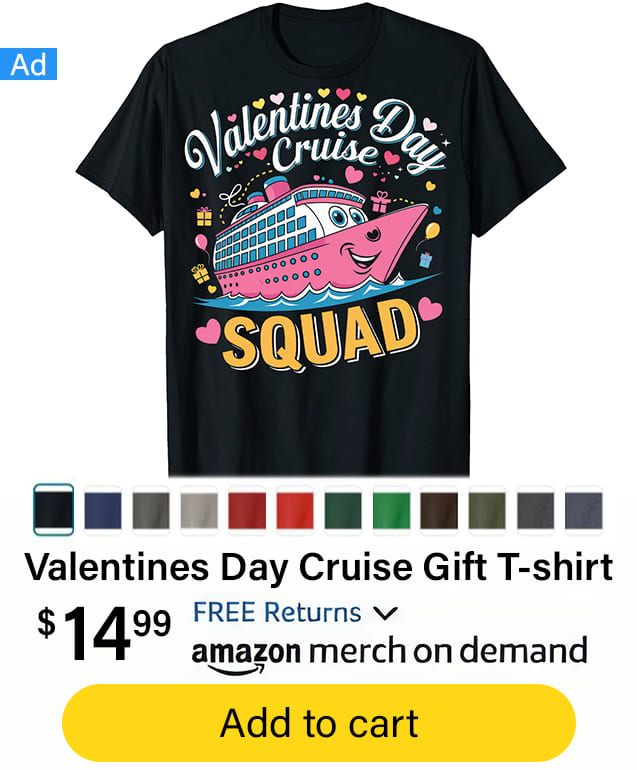 Ad
Valentines Day
Cruise
SQUAD
Valentines Day Cruise Gift T-shirt
$14.99
FREE Returns
amazon merch on demand
Add to cart